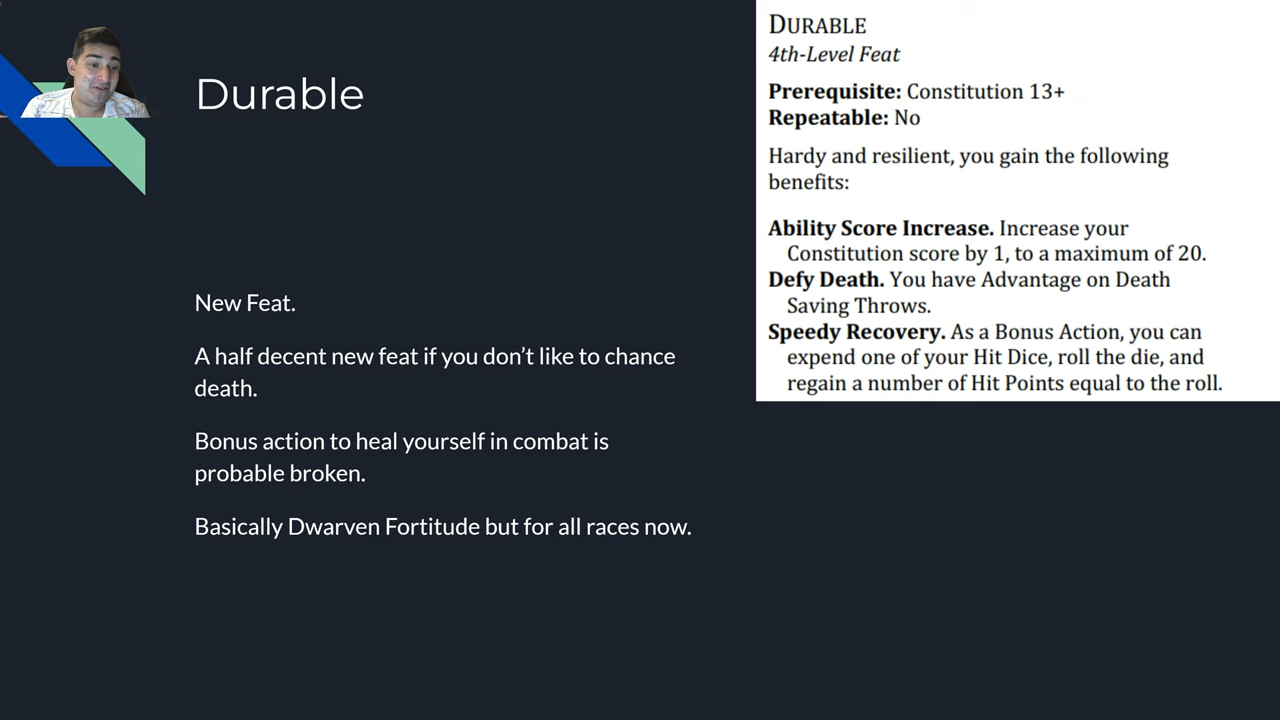 Durable
New Feat.
A half decent new feat if you don’t like to chance
death.
Bonus action to heal yourself in combat is
probable broken.
Basically Dwarven Fortitude but for all races now.
DURABLE
4th-Level Feat
Prerequisite: Constitution 13+
Repeatable: No
Hardy and resilient, you gain the following
benefits:
Ability Score Increase. Increase your
Constitution score by 1, to a maximum of 20.
Defy Death. You have Advantage on Death
Saving Throws.
Speedy Recovery. As a Bonus Action, you can
expend one of your Hit Dice, roll the die, and
regain a number of Hit Points equal to the roll.